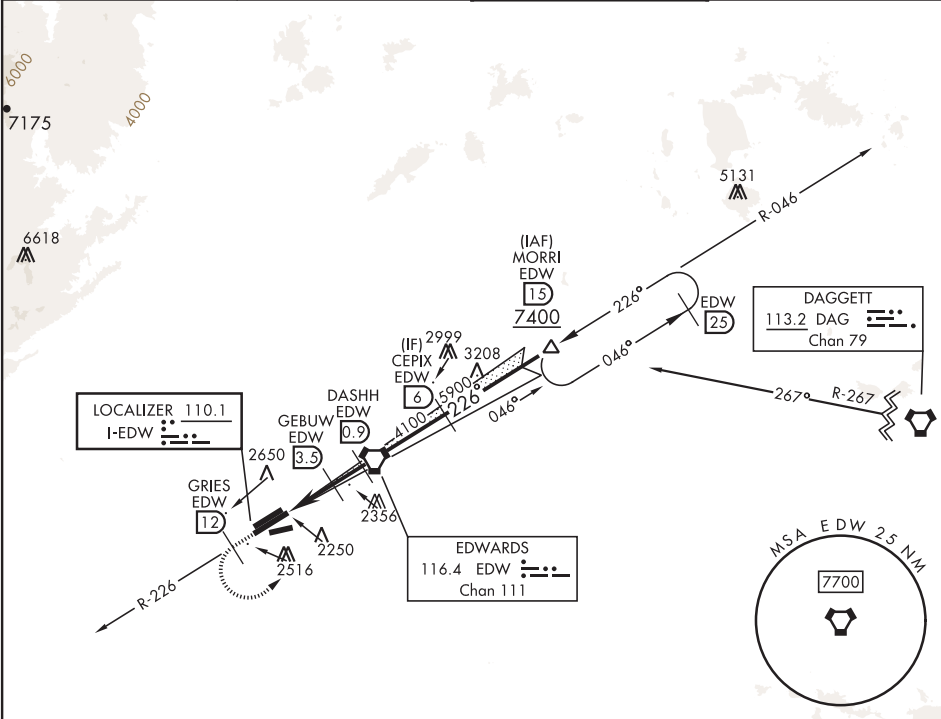 6000
4000
7175
6618
5131
R-046
(IAF)
MORRI
EDW
15
7400
226°
EDW
25
046°
DAGGETT
113.2 DAG
Chan 79
267° R-267
(IF)
CEPIX
EDW
6
2999
3208
5900
4100
226°
046°
DASHH
EDW
0.9
GEBUW
EDW
3.5
LOCALIZER 110.1
I-EDW
2650
GRIES
EDW
12
2356
2250
2516
R-226
EDWARDS
116.4 EDW
Chan 111
MSA EDW 25 NM
7700